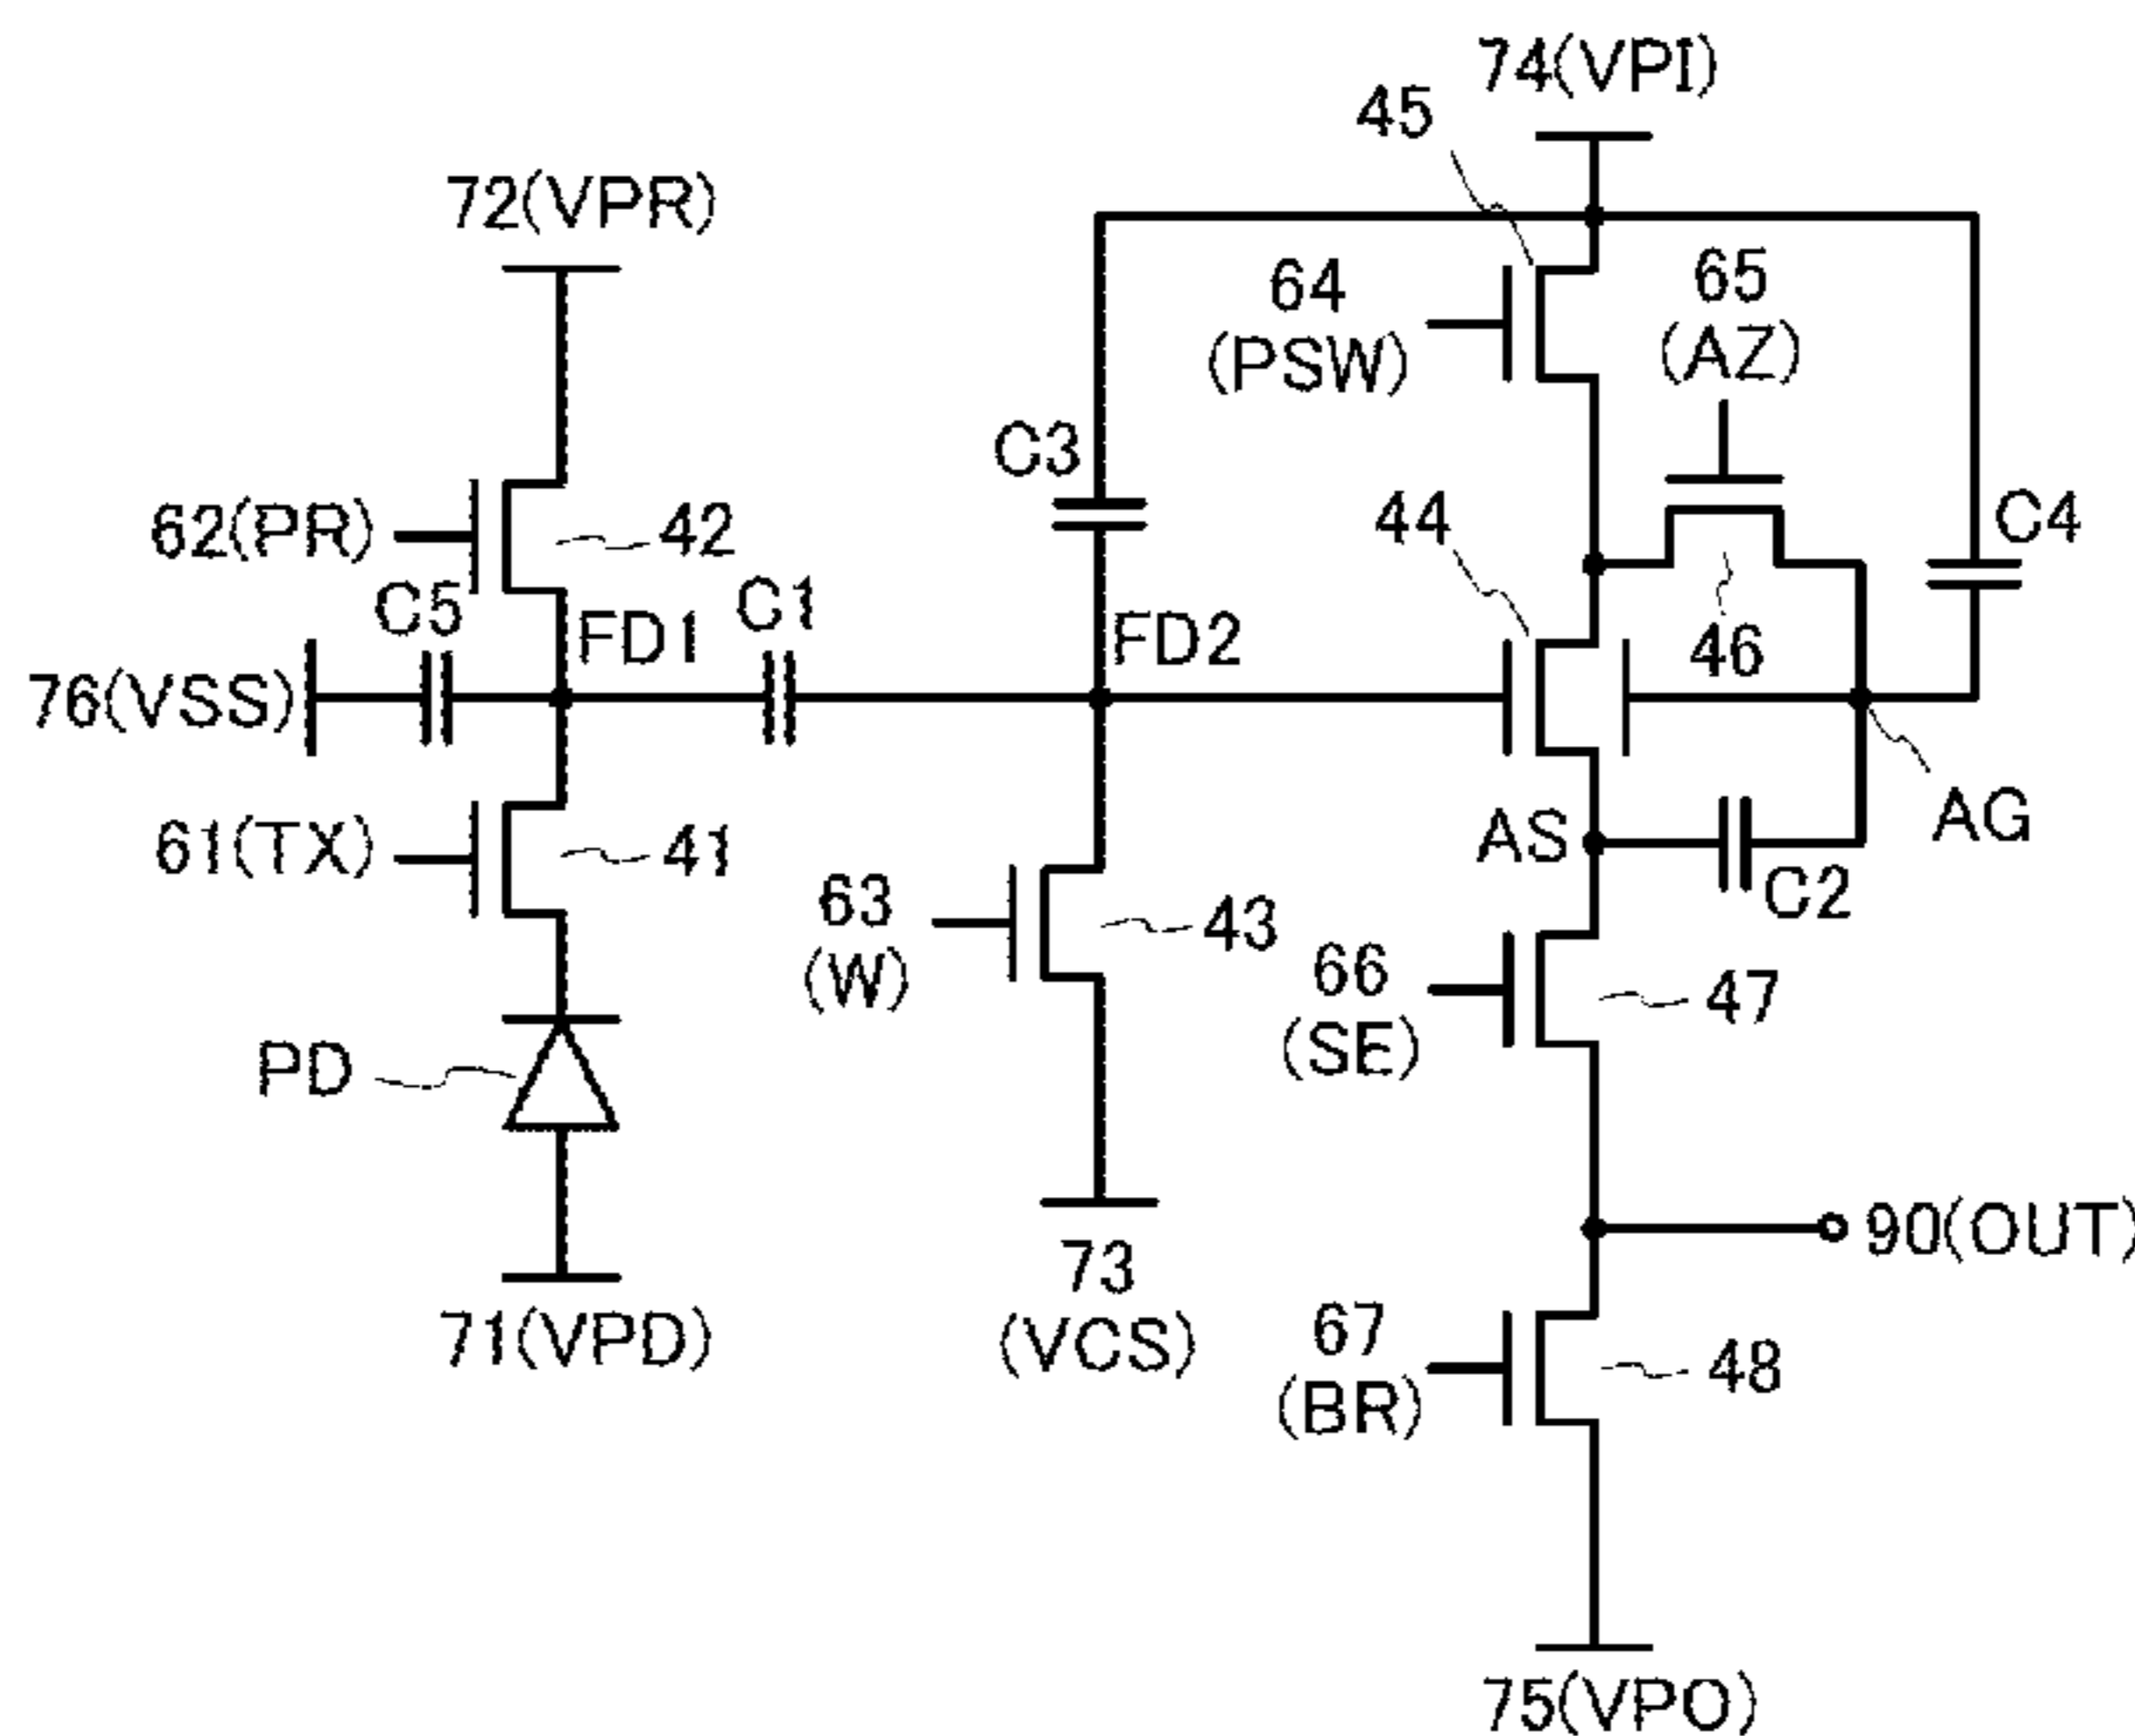 74(VPI)
45
72(VPR)
64
(PSW)
65
(AZ)
C3
62(PR)
42
44
C4
C5
FD1
C1
FD2
46
76(VSS)
AS
AG
61(TX)
41
63
(W)
43
C2
66
(SE)
47
PD
90(OUT)
73
(VCS)
71(VPD)
67
(BR)
48
75(VPO)